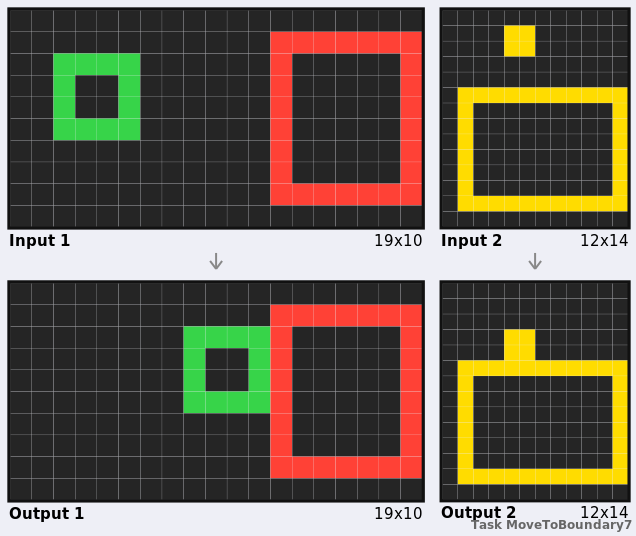 Input 1 19x10
Input 2 12x14
Output 1 19x10
Output 2 12x14
Task MoveToBoundary7